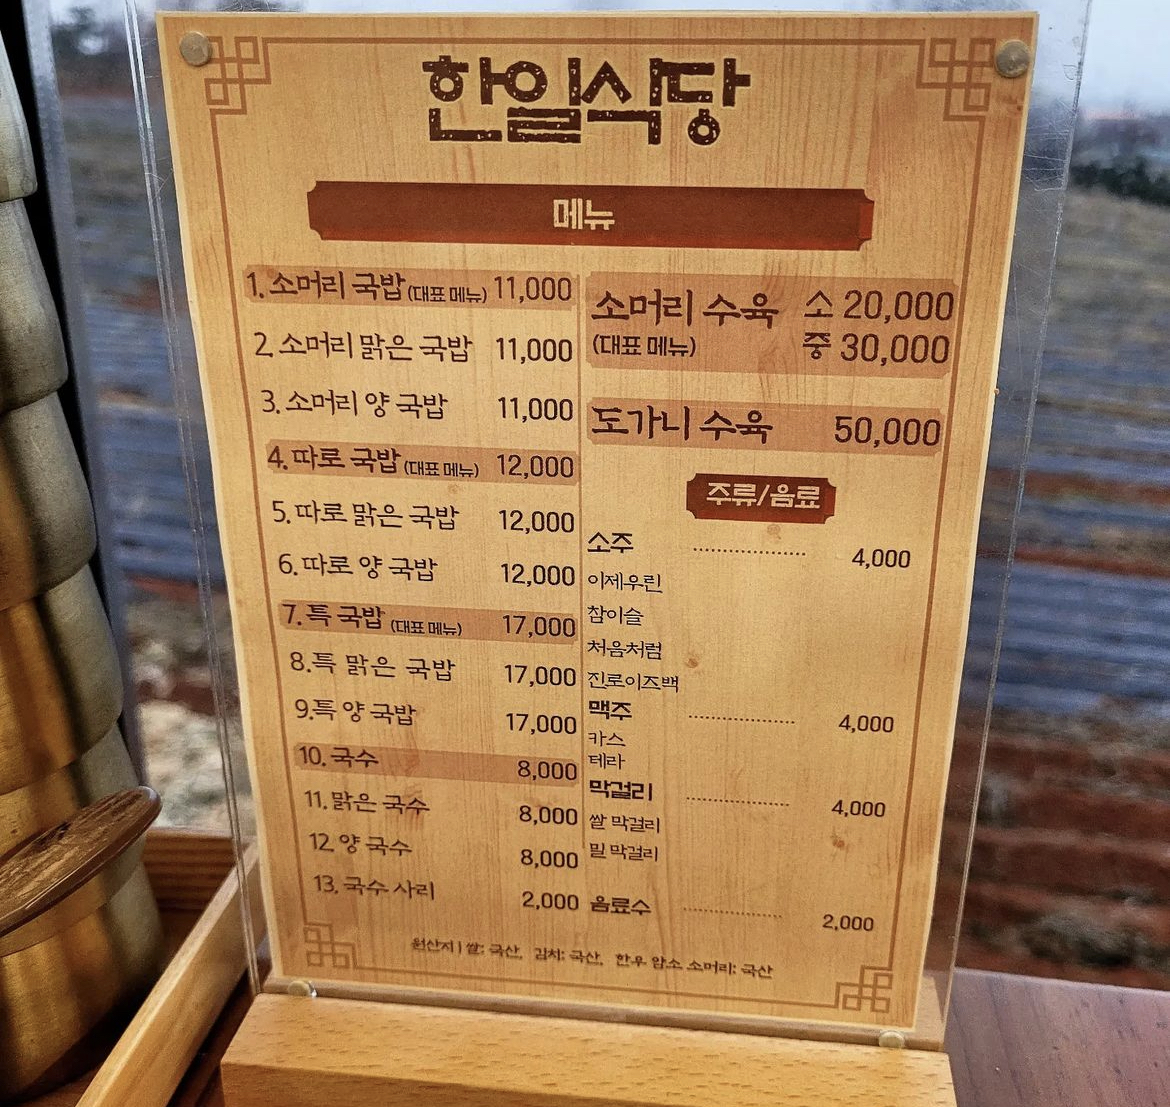 한일식당
메뉴
1. 소머리 국밥(대표 메뉴) 11,000
2. 소머리 맑은 국밥 11,000
3. 소머리 양 국밥 11,000
4. 따로 국밥(대표 메뉴) 12,000
5. 따로 맑은 국밥 12,000
6. 따로 양 국밥 12,000
7. 특 국밥 (대표 메뉴) 17,000
8.특 맑은 국밥 17,000
9.특 양 국밥 17,000
10. 국수 8,000
11. 맑은 국수 8,000
12. 양 국수 8,000
13. 국수 사리 2,000
소머리 수육 소 20,000
(대표 메뉴) 중 30,000
도가니 수육 50,000
주류/음료
소주 ........................ 4,000
이제우린
참이슬
처음처럼
진로이즈백
맥주 ........................ 4,000
카스
테라
막걸리 ........................ 4,000
쌀 막걸리
밀 막걸리
음료수 ........................ 2,000
원산지 | 쌀: 국산, 김치: 국산, 한우 암소 소머리: 국산